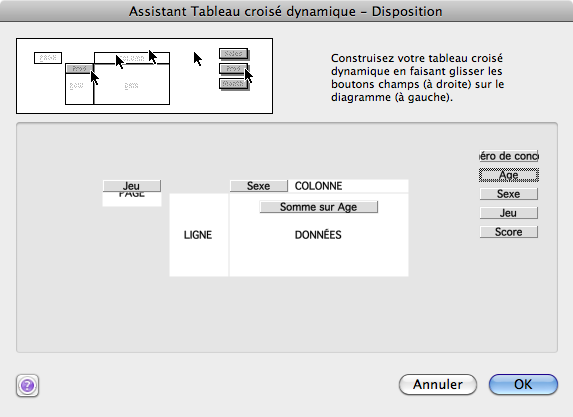 Assistant Tableau croisé dynamique – Disposition
Construisez votre tableau croisé
dynamique en faisant glisser les
boutons champs (à droite) sur le
diagramme (à gauche).
éro de conc
Jeu
PAGE
Sexe
COLONNE
Age
Sexe
Somme sur Age
Jeu
LIGNE
DONNÉES
Score
Annuler
OK